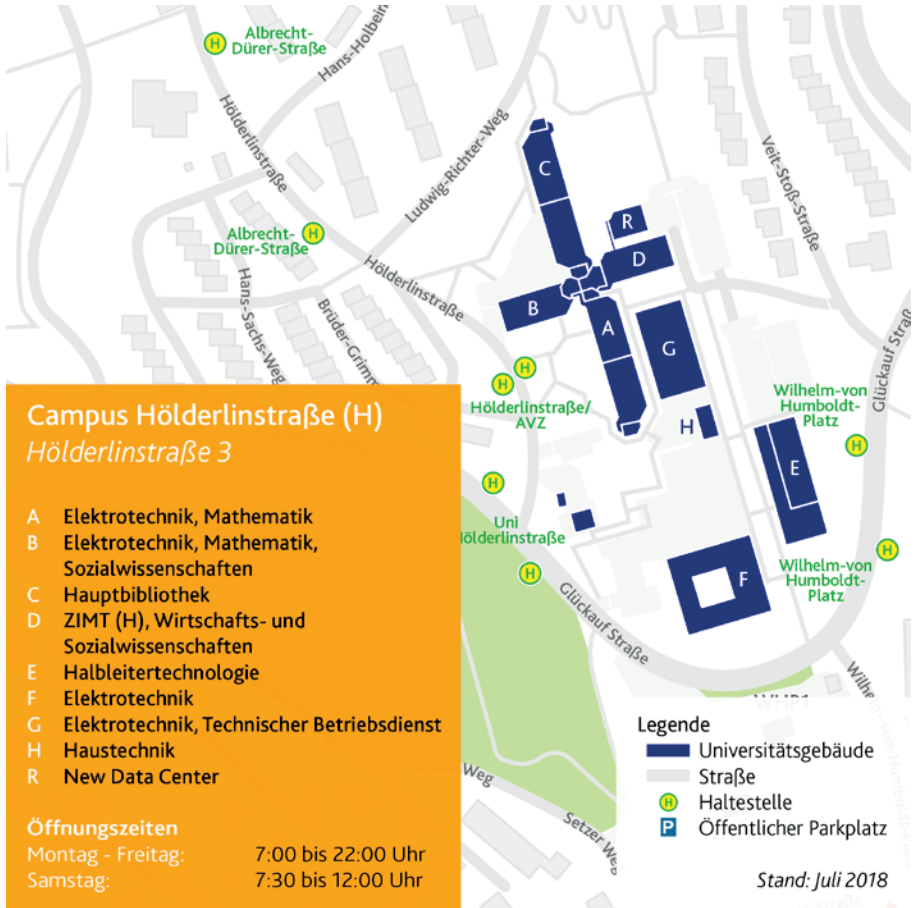 Albrecht-
Dürer-Straße
Hans-Holbein
Hölderlinstraße
Ludwig-Richter-Weg
Veit-Stoß-Straße
C
R
Albrecht-
Dürer-Straße
D
Hölderlinstraße
Hans-Sachs-Weg
B
A
Brüder-Grimm
G
Glückauf Straß
Hölderlinstraße/
AVZ
Wilhelm-von
Humboldt-
Platz
H
E
Uni
Hölderlinstraße
Wilhelm-von
Humboldt-
Platz
F
Glückauf Straße
WHP1
Weg
Setzer Weg
Campus Hölderlinstraße (H)
Hölderlinstraße 3
A Elektrotechnik, Mathematik
B Elektrotechnik, Mathematik,
Sozialwissenschaften
C Hauptbibliothek
D ZIMT (H), Wirtschafts- und
Sozialwissenschaften
E Halbleitertechnologie
F Elektrotechnik
G Elektrotechnik, Technischer Betriebsdienst
H Haustechnik
R New Data Center
Öffnungszeiten
Montag - Freitag: 7:00 bis 22:00 Uhr
Samstag: 7:30 bis 12:00 Uhr
Legende
Universitätsgebäude
Straße
H Haltestelle
P Öffentlicher Parkplatz
Stand: Juli 2018